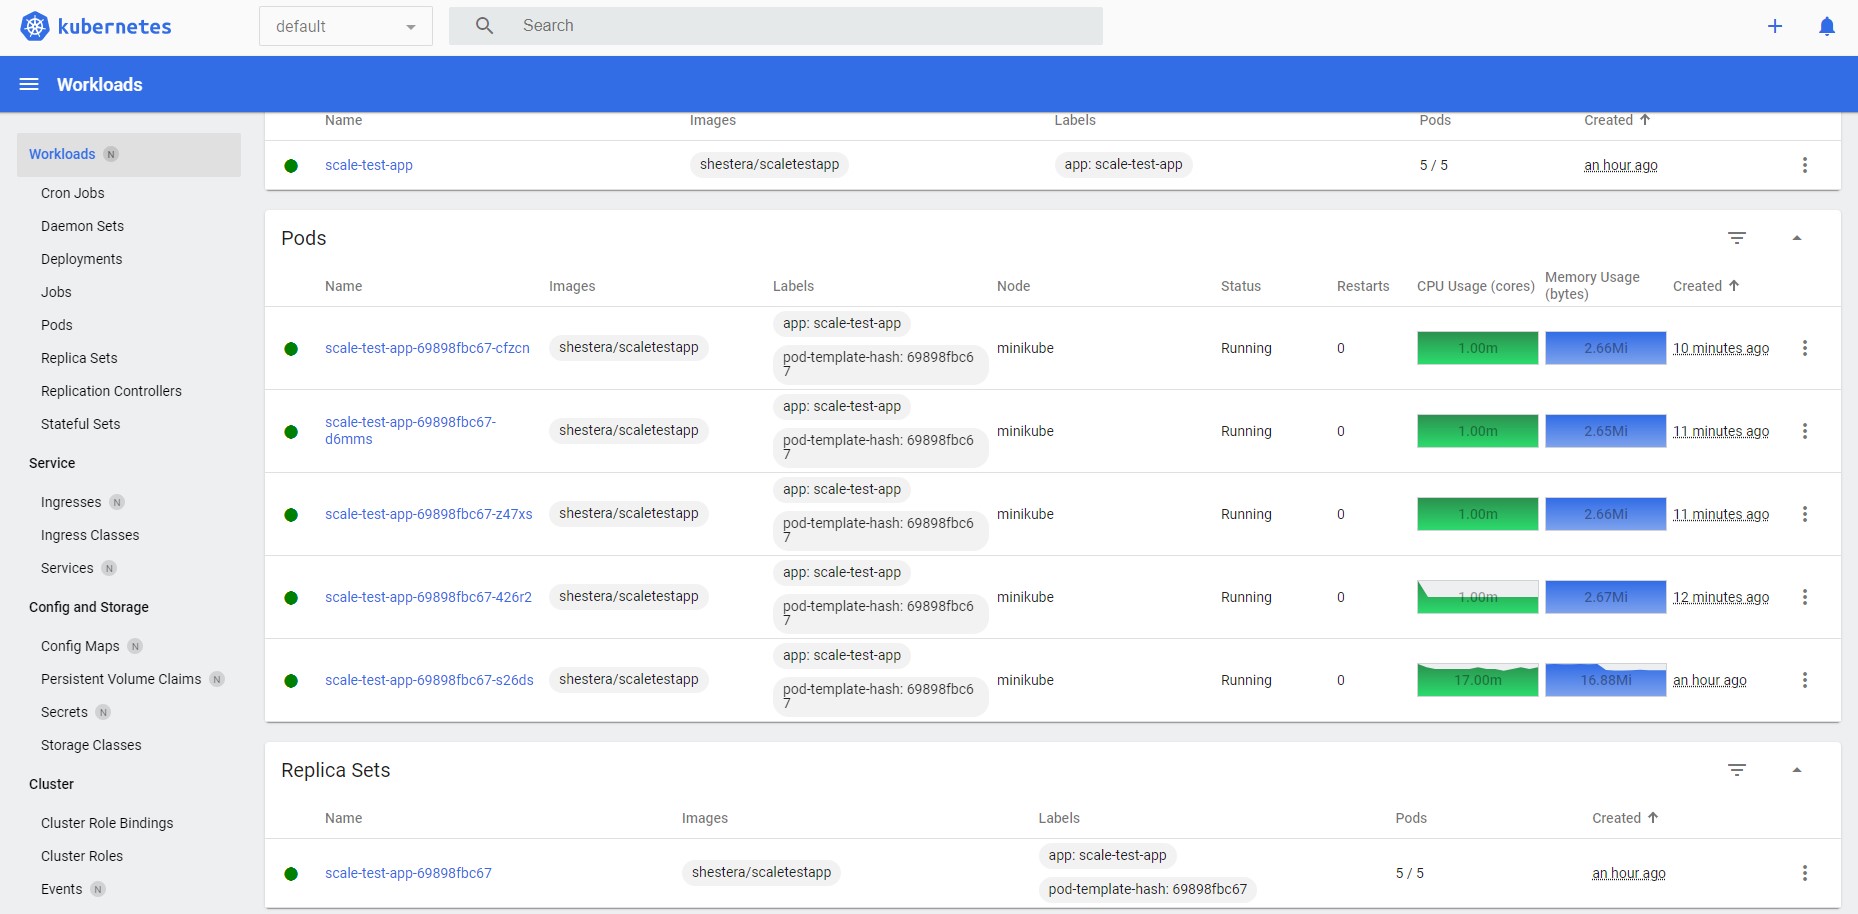 kubernetes
default
Search
Workloads
Workloads N
Cron Jobs
Daemon Sets
Deployments
Jobs
Pods
Replica Sets
Replication Controllers
Stateful Sets
Service
Ingresses N
Ingress Classes
Services N
Config and Storage
Config Maps N
Persistent Volume Claims N
Secrets N
Storage Classes
Cluster
Cluster Role Bindings
Cluster Roles
Events N
Name Images Labels Pods Created
scale-test-app shestera/scaletestapp app: scale-test-app 5 / 5 an hour ago
Pods
Name Images Labels Node Status Restarts CPU Usage (cores) Memory Usage
(bytes) Created
app: scale-test-app
scale-test-app-69898fbc67-cfzcn shestera/scaletestapp pod-template-hash: 69898fbc6 minikube Running 0 1.00m 2.66Mi 10 minutes ago
7
app: scale-test-app
scale-test-app-69898fbc67- shestera/scaletestapp pod-template-hash: 69898fbc6 minikube Running 0 1.00m 2.65Mi 11 minutes ago
d6mms 7
app: scale-test-app
scale-test-app-69898fbc67-z47xs shestera/scaletestapp pod-template-hash: 69898fbc6 minikube Running 0 1.00m 2.66Mi 11 minutes ago
7
app: scale-test-app
scale-test-app-69898fbc67-426r2 shestera/scaletestapp pod-template-hash: 69898fbc6 minikube Running 0 1.00m 2.67Mi 12 minutes ago
7
app: scale-test-app
scale-test-app-69898fbc67-s26ds shestera/scaletestapp pod-template-hash: 69898fbc6 minikube Running 0 17.00m 16.88Mi an hour ago
7
Replica Sets
Name Images Labels Pods Created
app: scale-test-app
scale-test-app-69898fbc67 shestera/scaletestapp 5 / 5 an hour ago
pod-template-hash: 69898fbc67